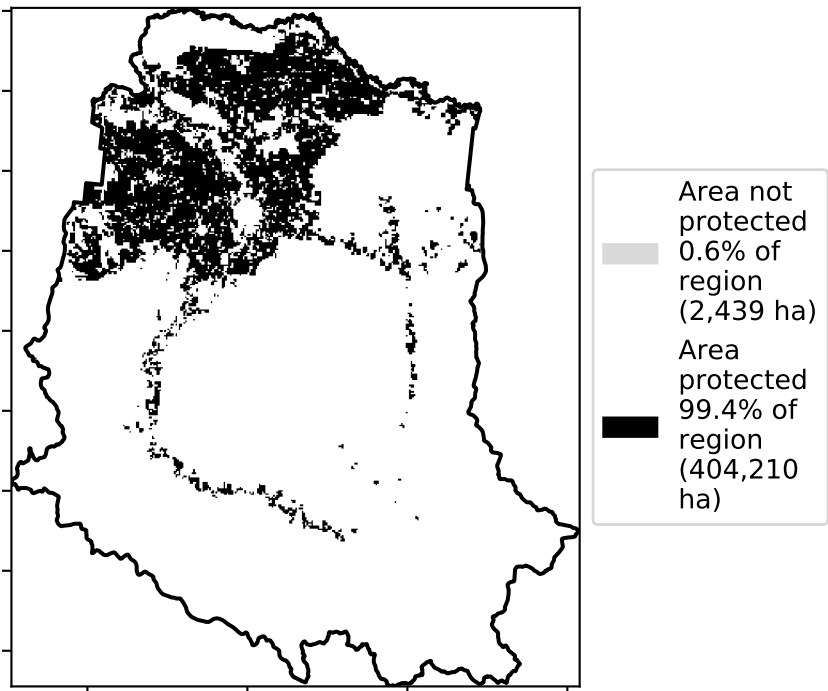 Area not
protected
0.6% of
region
(2,439 ha)
Area
protected
99.4% of
region
(404,210
ha)